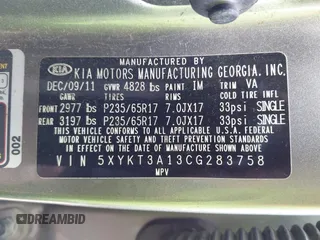 MANUFACTURED BY
KIA KIA MOTORS MANUFACTURING GEORGIA, INC.
DEC/09/11 GVWR 4828 lbs PAINT IM TRIM VA
GAWR TIRES RIMS COLD TIRE INFL
FRONT 2977 lbs P235/65R17 7.0JX17 33psi SINGLE
REAR 3197 lbs P235/65R17 7.0JX17 33psi SINGLE
THIS VEHICLE CONFORMS TO ALL APPLICABLE U.S.
FEDERAL MOTOR VEHICLE SAFETY AND THEFT
PREVENTION STANDARDS IN EFFECT ON THE DATE
OF MANUFACTURE SHOWN ABOVE.
VIN 5XYKT3A13CG283758
MPV
002
DREAMBID